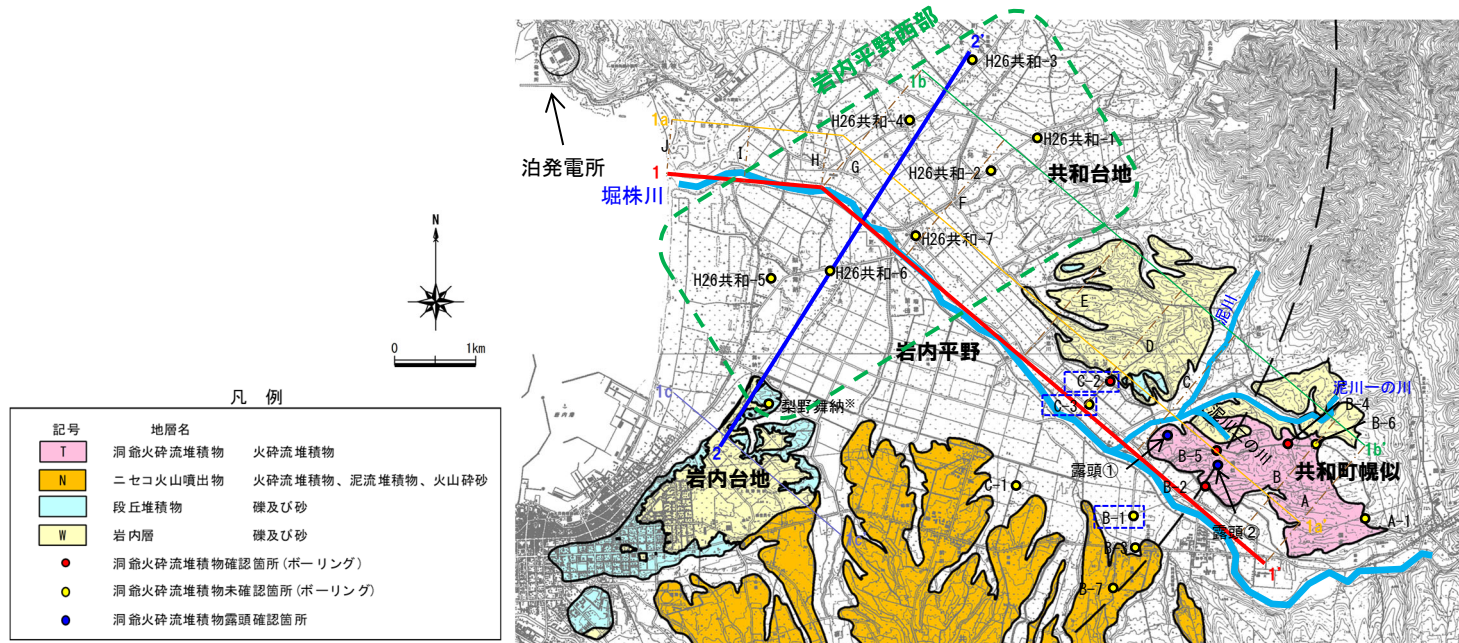 岩内平野西部
2'
H26共和-3
1b
H26共和-4
H26共和-1
1a
泊発電所
J
I
H
G
H26共和-2
共和台地
1
F
堀株川
H26共和-7
N
H26共和-5
H26共和-6
E
泥川
0
1km
岩内平野
D
C-2
C
泥川一の川
1c
梨野舞納※
C-3
B-4
B-6
2
露頭①
B-5
1b'
岩内台地
共和町幌似
C-1
B-2
B
A
B-1
1a'
A-1
露頭②
B-3
1'
B-7
凡 例
記号 地層名
T 洞爺火砕流堆積物 火砕流堆積物
N ニセコ火山噴出物 火砕流堆積物、泥流堆積物、火山砕砂
段丘堆積物 礫及び砂
W 岩内層 礫及び砂
洞爺火砕流堆積物確認箇所(ボーリング)
洞爺火砕流堆積物未確認箇所(ボーリング)
洞爺火砕流堆積物露頭確認箇所